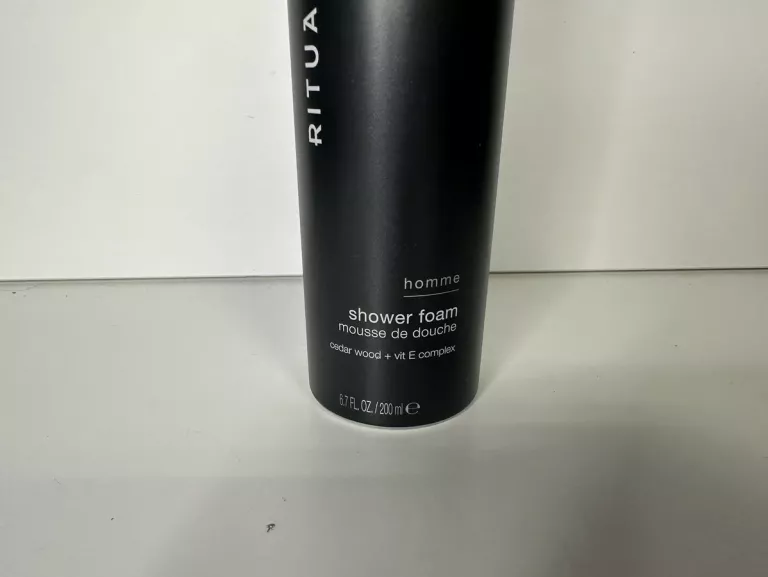 RITUA
homme
shower foam
mousse de douche
cedar wood + vit E complex
6.7 FL. OZ. / 200 ml ℮